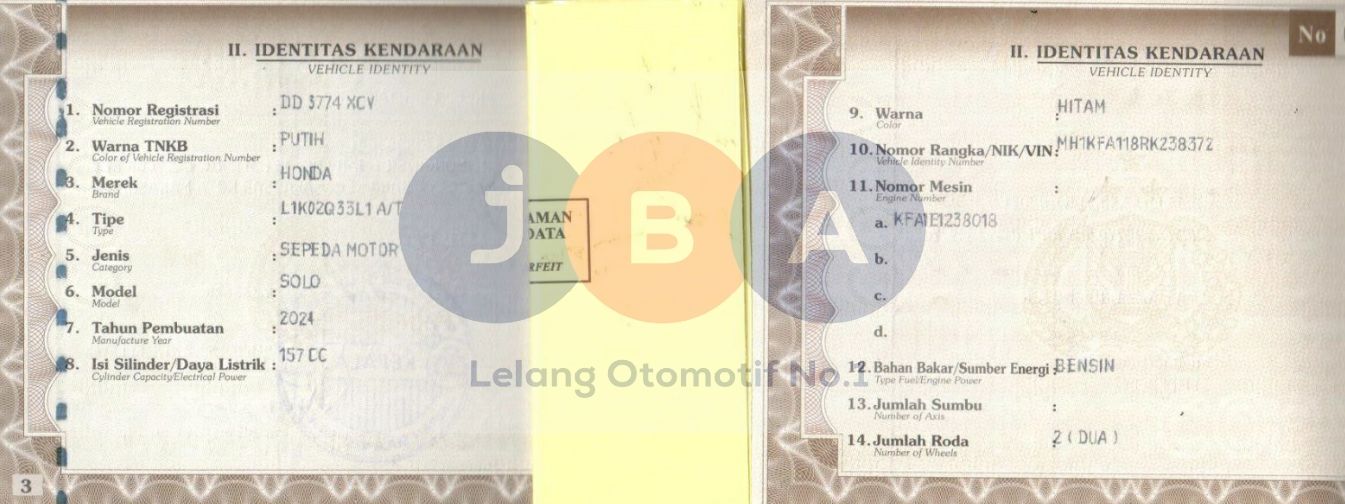 II. IDENTITAS KENDARAAN
VEHICLE IDENTITY
1. Nomor Registrasi : DD 3774 XCV
Vehicle Registration Number
2. Warna TNKB : PUTIH
Color of Vehicle Registration Number
3. Merek : HONDA
Brand
4. Tipe : L1K02Q33L1 A/T
Type
5. Jenis : SEPEDA MOTOR
Category
6. Model : SOLO
Model
7. Tahun Pembuatan : 2024
Manufacture Year
8. Isi Silinder/Daya Listrik : 157 CC
Cylinder Capacity/Electrical Power
3
AMAN
DATA
RFEIT
No
II. IDENTITAS KENDARAAN
VEHICLE IDENTITY
9. Warna : HITAM
Color
10. Nomor Rangka/NIK/VIN : MH1KFA118RK238372
Vehicle Identity Number
11. Nomor Mesin :
Engine Number
a. KFA1E1238018
b.
c.
d.
12. Bahan Bakar/Sumber Energi : BENSIN
Type Fuel/Engine Power
13. Jumlah Sumbu :
Number of Axis
14. Jumlah Roda : 2 ( DUA )
Number of Wheels
JBA
Lelang Otomotif No.1